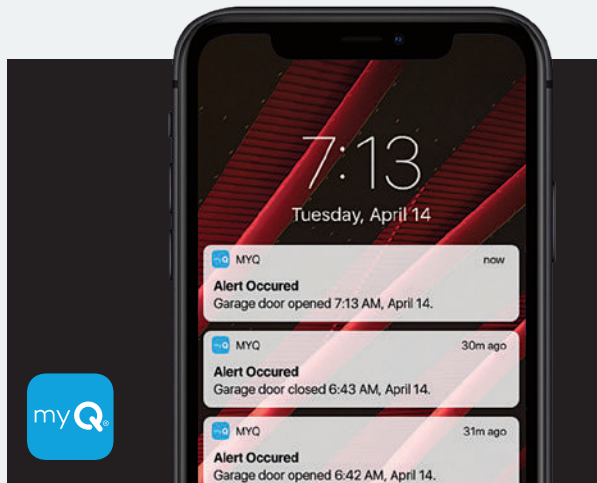 7:13
Tuesday, April 14
MYQ now
Alert Occured
Garage door opened 7:13 AM, April 14.
MYQ 30m ago
Alert Occured
Garage door closed 6:43 AM, April 14.
MYQ 31m ago
Alert Occured
Garage door opened 6:42 AM, April 14.
myQ®